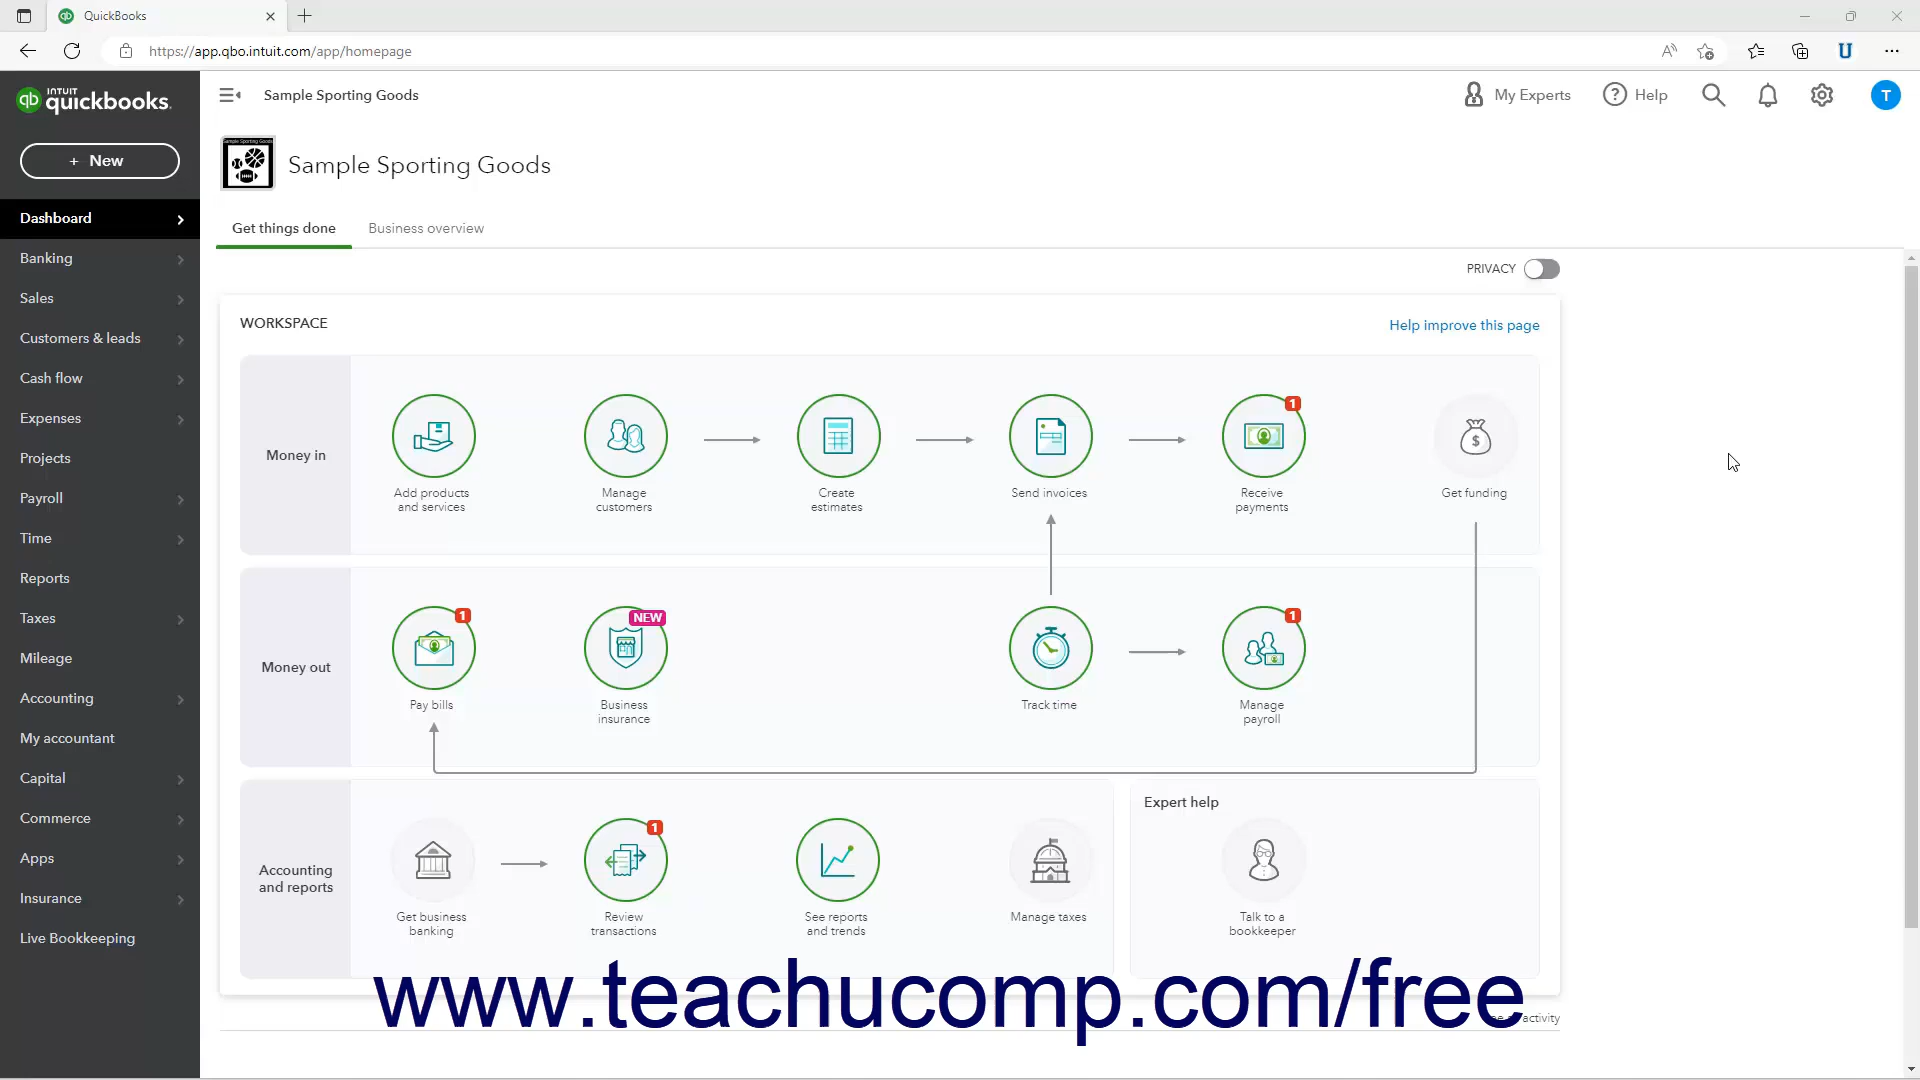 QuickBooks
https://app.qbo.intuit.com/app/homepage
INTUIT
quickbooks.
Sample Sporting Goods
My Experts
Help
T
+ New
Sample Sporting Goods
Sample Sporting Goods
Get things done
Business overview
Dashboard
Banking
Sales
Customers & leads
Cash flow
Expenses
Projects
Payroll
Time
Reports
Taxes
Mileage
Accounting
My accountant
Capital
Commerce
Apps
Insurance
Live Bookkeeping
PRIVACY
WORKSPACE
Help improve this page
Money in
Add products
and services
Manage
customers
Create
estimates
Send invoices
1
Receive
payments
Get funding
Money out
1
Pay bills
NEW
Business
insurance
Track time
1
Manage
payroll
Accounting
and reports
Get business
banking
1
Review
transactions
See reports
and trends
Manage taxes
Expert help
Talk to a
bookkeeper
www.teachucomp.com/free
activity